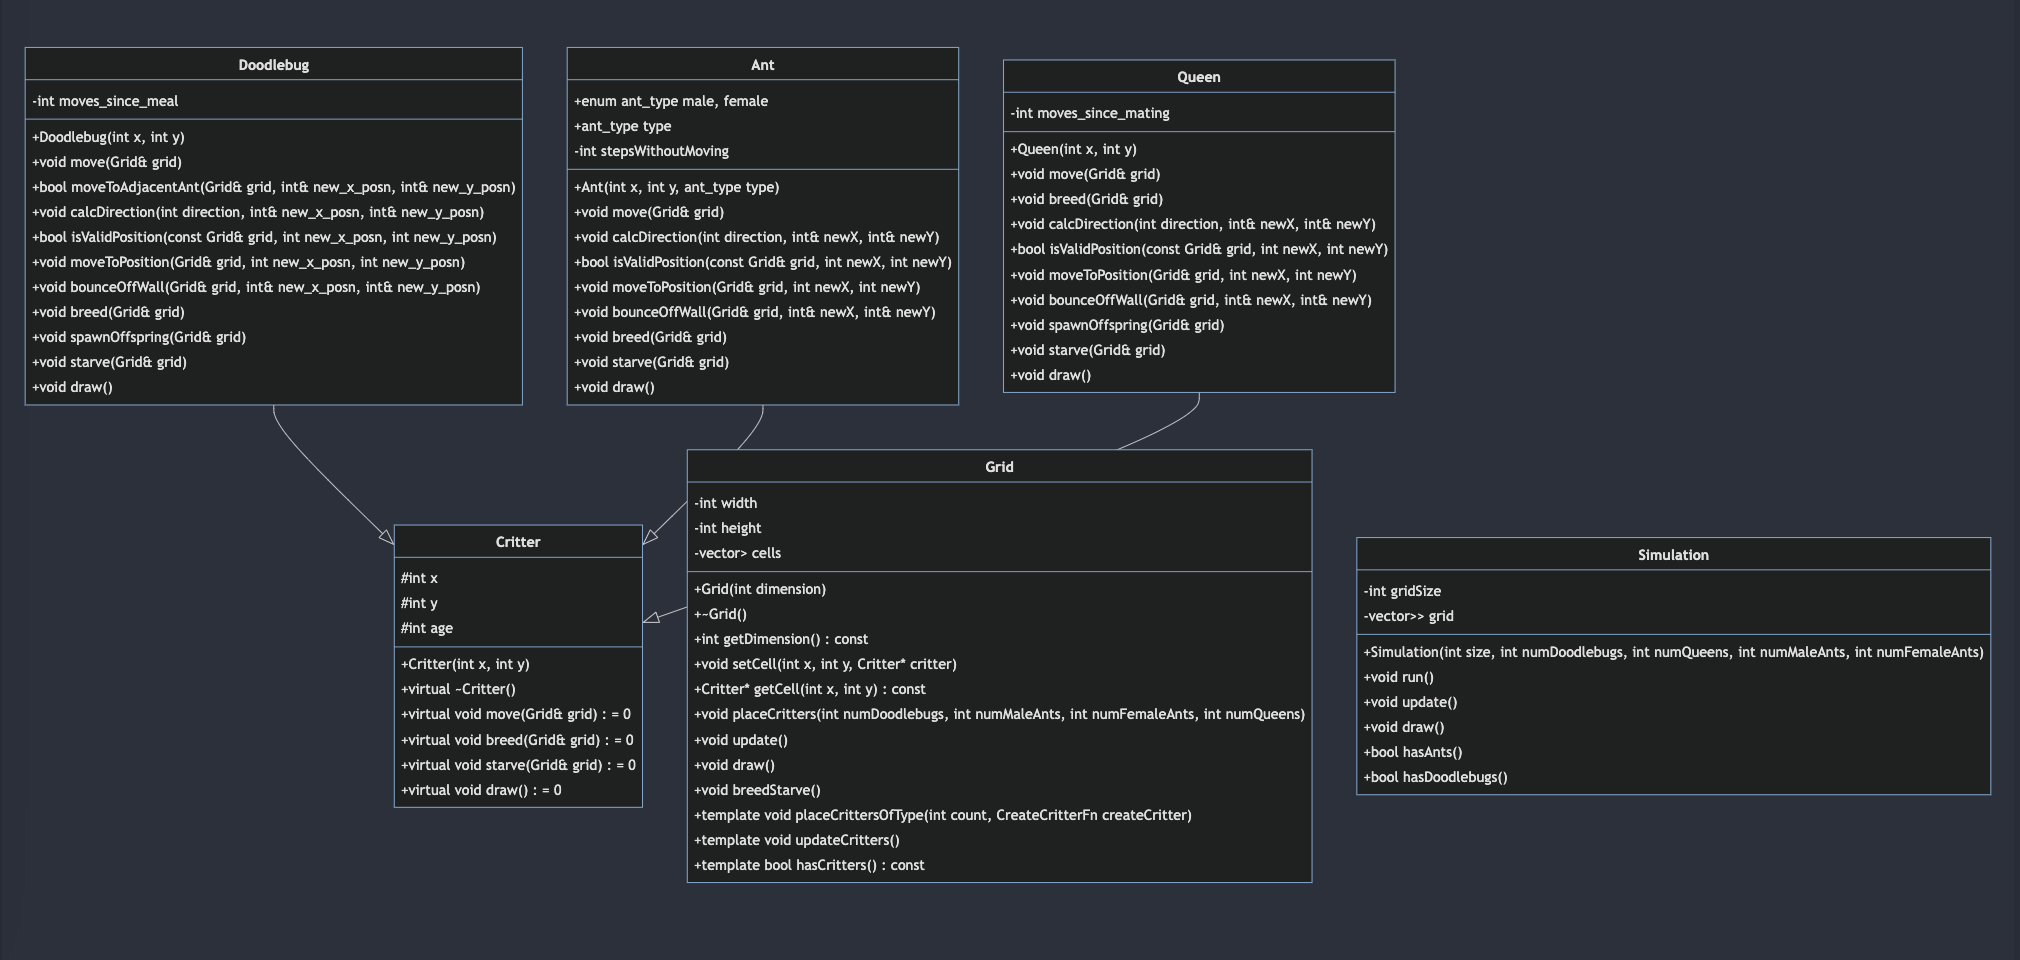 Doodlebug
-int moves_since_meal
+Doodlebug(int x, int y)
+void move(Grid& grid)
+bool moveToAdjacentAnt(Grid& grid, int& new_x_posn, int& new_y_posn)
+void calcDirection(int direction, int& new_x_posn, int& new_y_posn)
+bool isValidPosition(const Grid& grid, int new_x_posn, int new_y_posn)
+void moveToPosition(Grid& grid, int new_x_posn, int new_y_posn)
+void bounceOffWall(Grid& grid, int& new_x_posn, int& new_y_posn)
+void breed(Grid& grid)
+void spawnOffspring(Grid& grid)
+void starve(Grid& grid)
+void draw()
Ant
+enum ant_type male, female
+ant_type type
-int stepsWithoutMoving
+Ant(int x, int y, ant_type type)
+void move(Grid& grid)
+void calcDirection(int direction, int& newX, int& newY)
+bool isValidPosition(const Grid& grid, int newX, int newY)
+void moveToPosition(Grid& grid, int newX, int newY)
+void bounceOffWall(Grid& grid, int& newX, int& newY)
+void breed(Grid& grid)
+void starve(Grid& grid)
+void draw()
Queen
-int moves_since_mating
+Queen(int x, int y)
+void move(Grid& grid)
+void breed(Grid& grid)
+void calcDirection(int direction, int& newX, int& newY)
+bool isValidPosition(const Grid& grid, int newX, int newY)
+void moveToPosition(Grid& grid, int newX, int newY)
+void bounceOffWall(Grid& grid, int& newX, int& newY)
+void spawnOffspring(Grid& grid)
+void starve(Grid& grid)
+void draw()
Critter
#int x
#int y
#int age
+Critter(int x, int y)
+virtual ~Critter()
+virtual void move(Grid& grid) : = 0
+virtual void breed(Grid& grid) : = 0
+virtual void starve(Grid& grid) : = 0
+virtual void draw() : = 0
Grid
-int width
-int height
-vector> cells
+Grid(int dimension)
+~Grid()
+int getDimension() : const
+void setCell(int x, int y, Critter* critter)
+Critter* getCell(int x, int y) : const
+void placeCritters(int numDoodlebugs, int numMaleAnts, int numFemaleAnts, int numQueens)
+void update()
+void draw()
+void breedStarve()
+template void placeCrittersOfType(int count, CreateCritterFn createCritter)
+template void updateCritters()
+template bool hasCritters() : const
Simulation
-int gridSize
-vector>> grid
+Simulation(int size, int numDoodlebugs, int numQueens, int numMaleAnts, int numFemaleAnts)
+void run()
+void update()
+void draw()
+bool hasAnts()
+bool hasDoodlebugs()